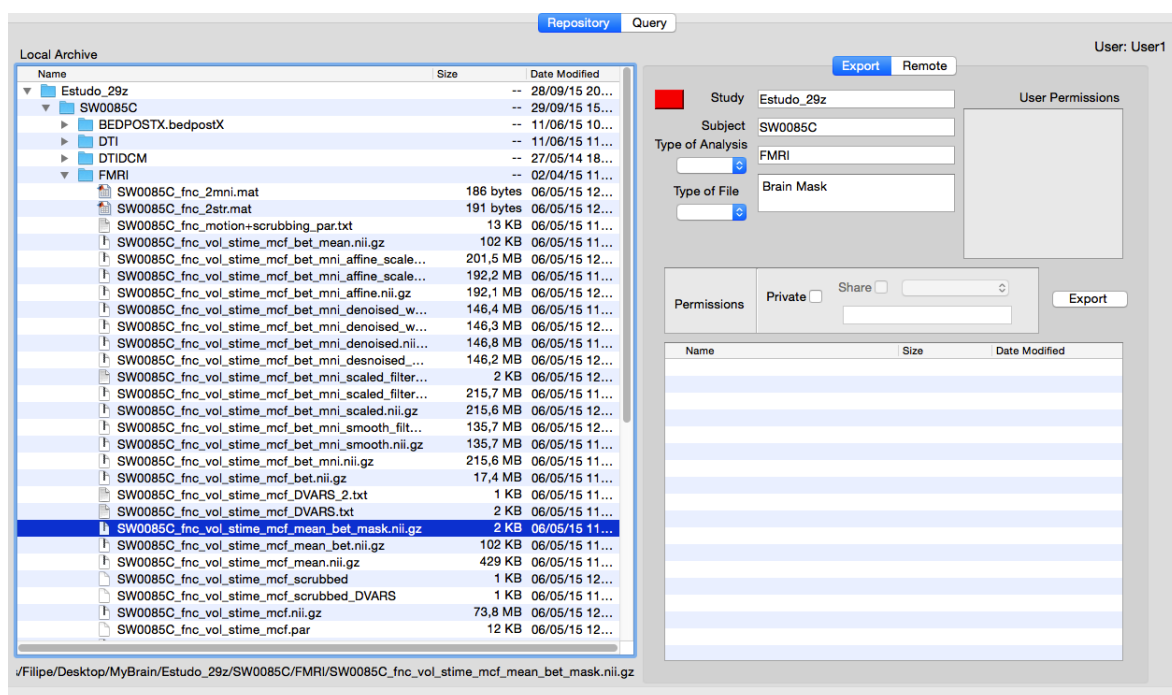 Repository Query
User: User1
Local Archive
Name Size Date Modified
Estudo_29z -- 28/09/15 20...
SW0085C -- 29/09/15 15...
BEDPOSTX.bedpostX -- 11/06/15 10...
DTI -- 11/06/15 11...
DTIDCM -- 27/05/14 18...
FMRI -- 02/04/15 11...
SW0085C_fnc_2mni.mat 186 bytes 06/05/15 12...
SW0085C_fnc_2str.mat 191 bytes 06/05/15 12...
SW0085C_fnc_motion+scrubbing_par.txt 13 KB 06/05/15 11...
SW0085C_fnc_vol_stime_mcf_bet_mean.nii.gz 102 KB 06/05/15 11...
SW0085C_fnc_vol_stime_mcf_bet_mni_affine_scale... 201,5 MB 06/05/15 12...
SW0085C_fnc_vol_stime_mcf_bet_mni_affine_scale... 192,2 MB 06/05/15 11...
SW0085C_fnc_vol_stime_mcf_bet_mni_affine.nii.gz 192,1 MB 06/05/15 12...
SW0085C_fnc_vol_stime_mcf_bet_mni_denoised_w... 146,4 MB 06/05/15 11...
SW0085C_fnc_vol_stime_mcf_bet_mni_denoised_w... 146,3 MB 06/05/15 12...
SW0085C_fnc_vol_stime_mcf_bet_mni_denoised.nii... 146,8 MB 06/05/15 11...
SW0085C_fnc_vol_stime_mcf_bet_mni_desnoised_... 146,2 MB 06/05/15 12...
SW0085C_fnc_vol_stime_mcf_bet_mni_scaled_filter... 2 KB 06/05/15 12...
SW0085C_fnc_vol_stime_mcf_bet_mni_scaled_filter... 215,7 MB 06/05/15 11...
SW0085C_fnc_vol_stime_mcf_bet_mni_scaled.nii.gz 215,6 MB 06/05/15 12...
SW0085C_fnc_vol_stime_mcf_bet_mni_smooth_filt... 135,7 MB 06/05/15 12...
SW0085C_fnc_vol_stime_mcf_bet_mni_smooth.nii.gz 135,7 MB 06/05/15 11...
SW0085C_fnc_vol_stime_mcf_bet_mni.nii.gz 215,6 MB 06/05/15 11...
SW0085C_fnc_vol_stime_mcf_bet.nii.gz 17,4 MB 06/05/15 11...
SW0085C_fnc_vol_stime_mcf_DVARS_2.txt 1 KB 06/05/15 11...
SW0085C_fnc_vol_stime_mcf_DVARS.txt 2 KB 06/05/15 11...
SW0085C_fnc_vol_stime_mcf_mean_bet_mask.nii.gz 2 KB 06/05/15 11...
SW0085C_fnc_vol_stime_mcf_mean_bet.nii.gz 102 KB 06/05/15 11...
SW0085C_fnc_vol_stime_mcf_mean.nii.gz 429 KB 06/05/15 11...
SW0085C_fnc_vol_stime_mcf_scrubbed 1 KB 06/05/15 12...
SW0085C_fnc_vol_stime_mcf_scrubbed_DVARS 1 KB 06/05/15 11...
SW0085C_fnc_vol_stime_mcf.nii.gz 73,8 MB 06/05/15 12...
SW0085C_fnc_vol_stime_mcf.par 12 KB 06/05/15 12...
/Filipe/Desktop/MyBrain/Estudo_29z/SW0085C/FMRI/SW0085C_fnc_vol_stime_mcf_mean_bet_mask.nii.gz
Export Remote
Study Estudo_29z
User Permissions
Subject SW0085C
Type of Analysis
FMRI
Type of File
Brain Mask
Permissions
Private
Share
Export
Name Size Date Modified